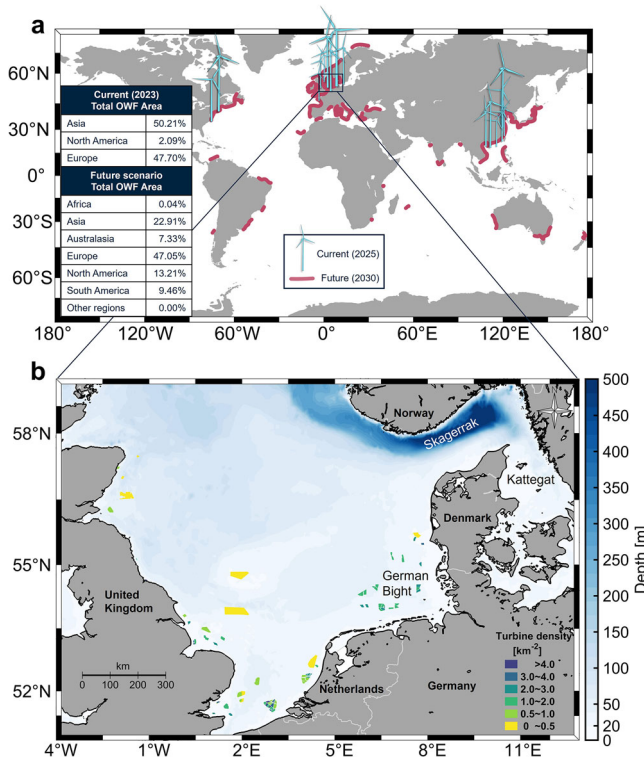 a
60°N
30°N
0°
30°S
60°S
180°
120°W
60°W
0°
60°E
120°E
180°
Current (2023)
Total OWF Area
Asia 50.21%
North America 2.09%
Europe 47.70%
Future scenario
Total OWF Area
Africa 0.04%
Asia 22.91%
Australasia 7.33%
Europe 47.05%
North America 13.21%
South America 9.46%
Other regions 0.00%
Current (2025)
Future (2030)
b
58°N
55°N
52°N
4°W
1°W
2°E
5°E
8°E
11°E
Norway
Skagerrak
Kattegat
Denmark
German
Bight
United
Kingdom
Netherlands
Germany
km
0 100 200 300
Turbine density
[km⁻²]
>4.0
3.0~4.0
2.0~3.0
1.0~2.0
0.5~1.0
0 ~0.5
500
450
400
350
300
250
200
150
100
50
20
0
Depth [m]